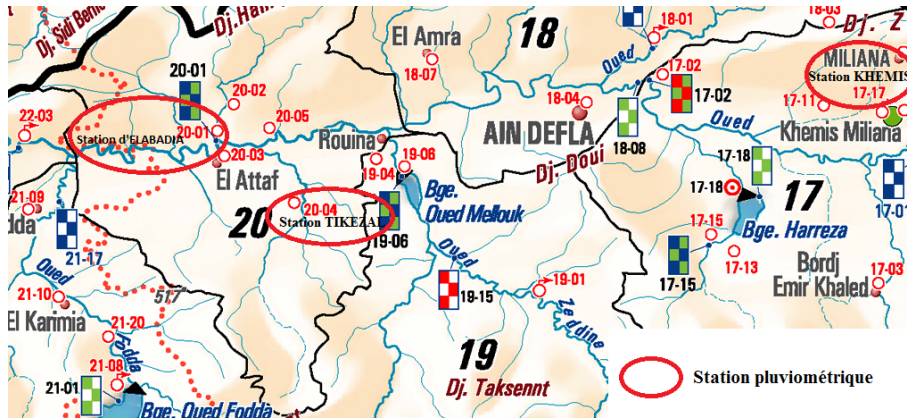 Dj. Sidi
Dj.
18
18-01
18-03
Dj. Z
El Amra
18-07
Oued
MILIANA
Station KHEMIS
17-17
17-02
17-02
17-11
20-01
20-02
22-03
Station d'ELABADIA
20-01
20-05
18-04
AIN DEFLA
18-08
Oued
Khemis Miliana
Rouina
20-03
El Attaf
19-04
19-06
Dj. Doui
17-18
17-18
17
21-09
dda
20
20-04
Station TIKEZAL
19-06
Bge.
Oued Mellouk
17-15
Bge. Harreza
17-01
21-17
Oued
17-15
17-13
Bordj
Emir Khaled
17-03
Oued
21-10
517
El Karimia
19-15
19-01
Zeddine
21-20
Fodda
19
Dj. Taksennt
21-08
21-01
Bge. Oued Fodda
Station pluviométrique